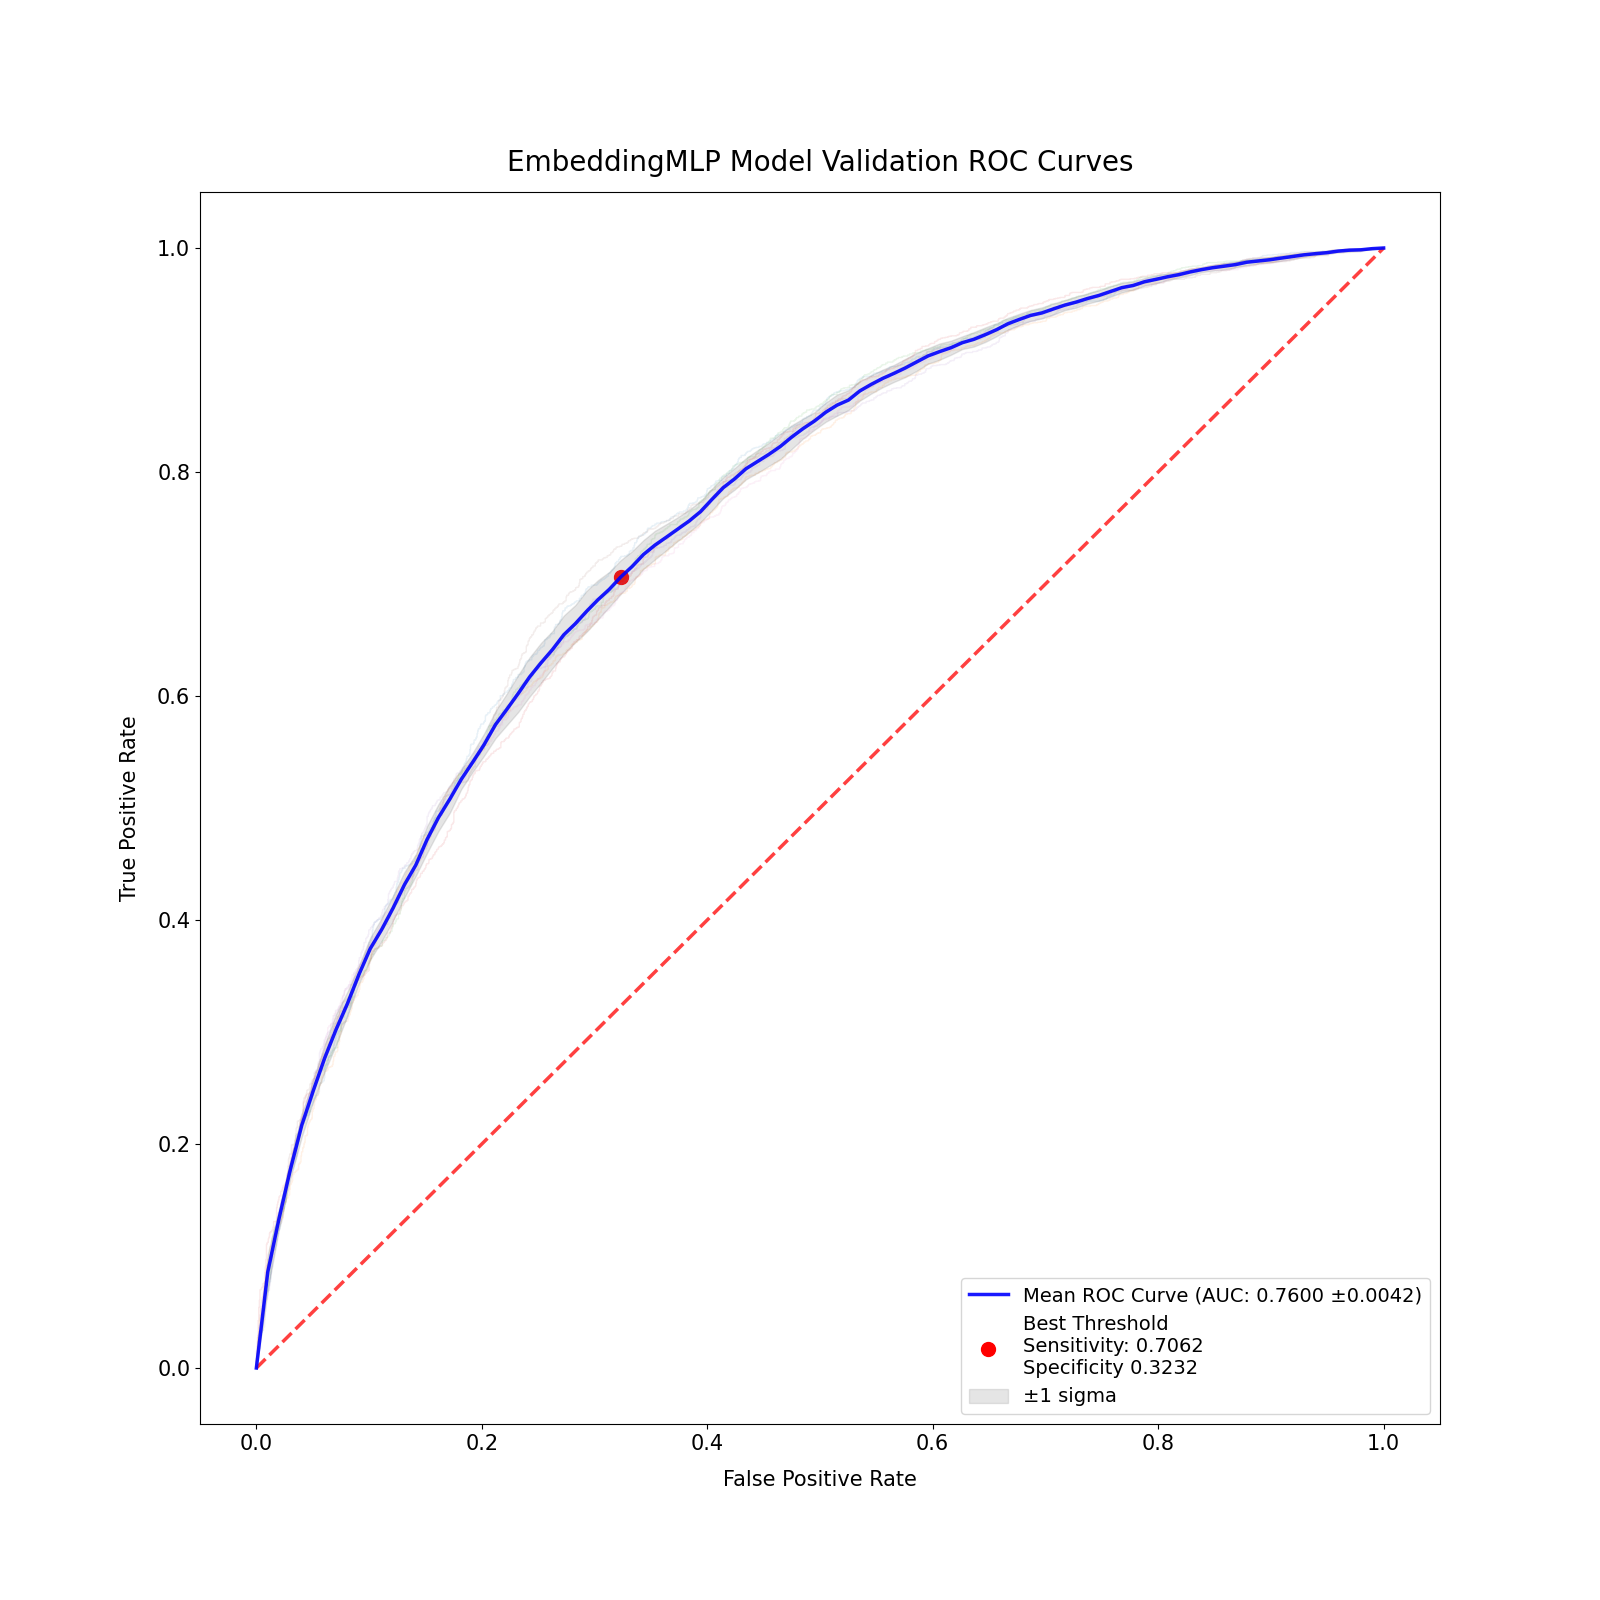 EmbeddingMLP Model Validation ROC Curves
1.0
0.8
0.6
0.4
0.2
0.0
True Positive Rate
0.0 0.2 0.4 0.6 0.8 1.0
False Positive Rate
Mean ROC Curve (AUC: 0.7600 ±0.0042)
Best Threshold
Sensitivity: 0.7062
Specificity 0.3232
±1 sigma